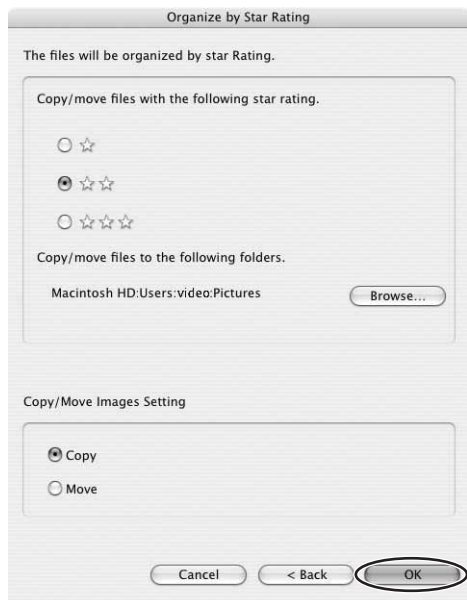 Organize by Star Rating
The files will be organized by star Rating.
Copy/move files with the following star rating.
Copy/move files to the following folders.
Macintosh HD:Users:video:Pictures
Browse...
Copy/Move Images Setting
Copy
Move
Cancel
< Back
OK